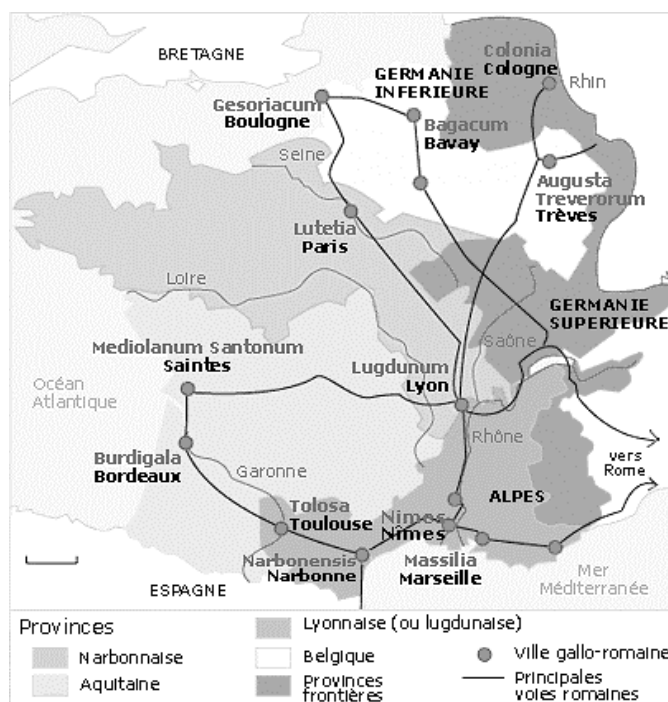 BRETAGNE
Colonia
Cologne
Rhin
GERMANIE
INFERIEURE
Gesoriacum
Boulogne
Bagacum
Bavay
Seine
Augusta
Treverorum
Trèves
Lutetia
Paris
Loire
GERMANIE
SUPERIEURE
Saône
Mediolanum Santonum
Saintes
Lugdunum
Lyon
Océan
Atlantique
Rhône
vers
Rome
Burdigala
Bordeaux
Garonne
ALPES
Tolosa
Toulouse
Nimes
Nîmes
Narbonensis
Narbonne
Massilia
Marseille
Mer
Méditerranée
ESPAGNE
Provinces
Narbonnaise
Aquitaine
Lyonnaise (ou lugdunaise)
Belgique
Provinces
frontières
Ville gallo-romaine
Principales
voies romaines